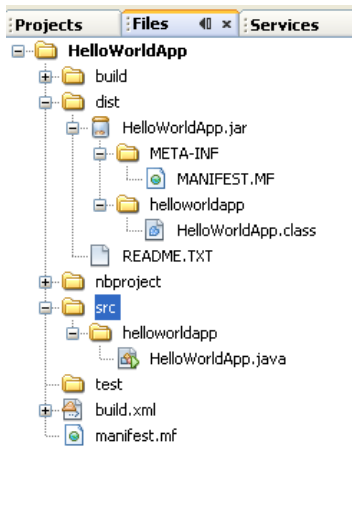 Projects Files Services
HelloWorldApp
build
dist
HelloWorldApp.jar
META-INF
MANIFEST.MF
helloworldapp
HelloWorldApp.class
README.TXT
nbproject
src
helloworldapp
HelloWorldApp.java
test
build.xml
manifest.mf